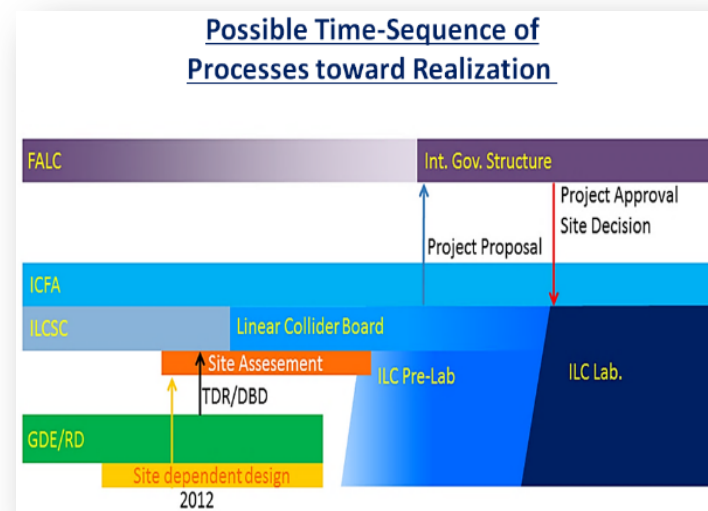 Possible Time-Sequence of
Processes toward Realization
FALC
Int. Gov. Structure
Project Approval
Site Decision
Project Proposal
ICFA
ILCSC
Linear Collider Board
Site Assesement
ILC Pre-Lab
ILC Lab.
TDR/DBD
GDE/RD
Site dependent design
2012